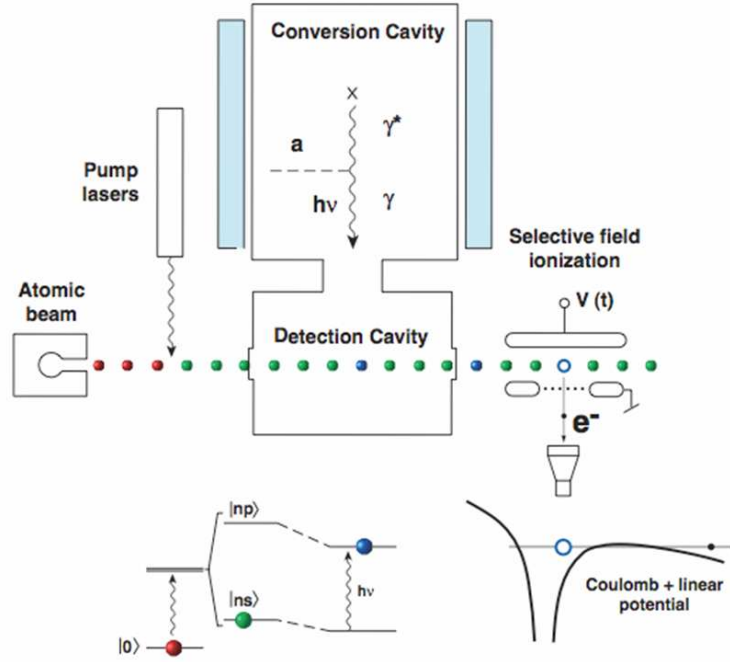 Conversion Cavity
γ*
a
hν
γ
Pump
lasers
Selective field
ionization
V (t)
Atomic
beam
Detection Cavity
e-
|np⟩
|ns⟩
hν
|0⟩
Coulomb + linear
potential